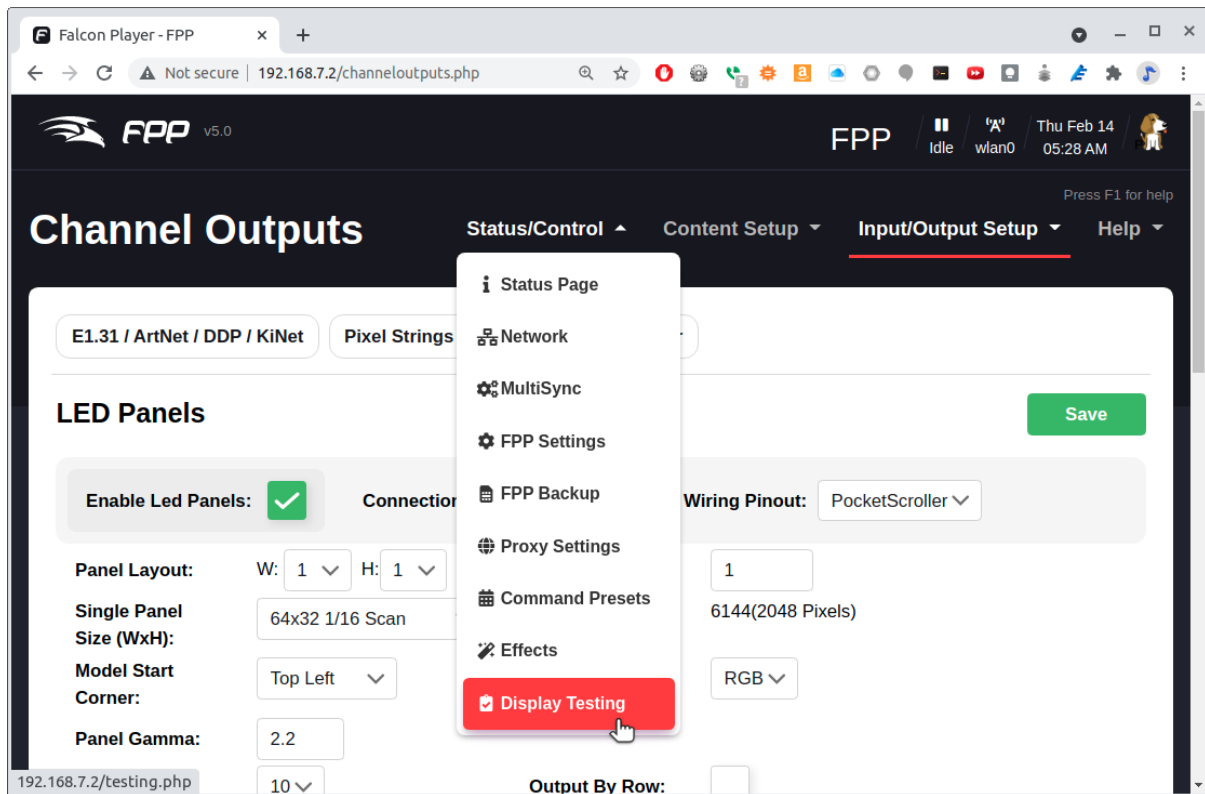 Falcon Player - FPP
Not secure
192.168.7.2/channeloutputs.php
FPP v5.0
FPP
Idle
wlan0
Thu Feb 14
05:28 AM
Press F1 for help
Channel Outputs
Status/Control
Content Setup
Input/Output Setup
Help
Status Page
Network
MultiSync
FPP Settings
FPP Backup
Proxy Settings
Command Presets
Effects
Display Testing
E1.31 / ArtNet / DDP / KiNet
Pixel Strings
LED Panels
Save
Enable Led Panels:
Wiring Pinout:
PocketScroller
Panel Layout:
W: 1
H: 1
1
Single Panel
Size (WxH):
64x32 1/16 Scan
6144(2048 Pixels)
Model Start
Corner:
Top Left
RGB
Panel Gamma:
2.2
10
Output By Row:
192.168.7.2/testing.php